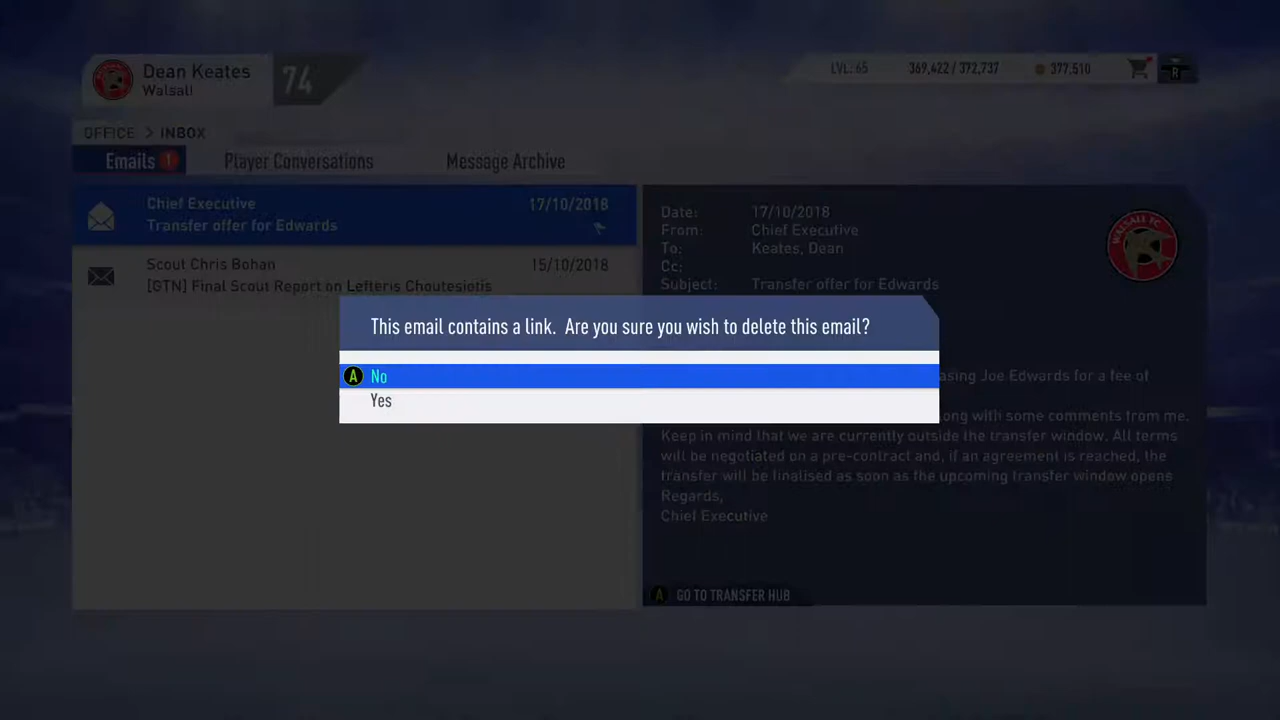 Dean Keates
Walsall
74
LVL: 65 369,422 / 372,737 377,510
R
OFFICE > INBOX
Emails 1 Player Conversations Message Archive
Chief Executive 17/10/2018
Transfer offer for Edwards
Scout Chris Bohan 15/10/2018
[GTN] Final Scout Report on Lefteris Choutesiotis
Date: 17/10/2018
From: Chief Executive
To: Keates, Dean
Cc:
Subject: Transfer offer for Edwards
WALSALL FC
This email contains a link. Are you sure you wish to delete this email?
A No
Yes
asing Joe Edwards for a fee of
ong with some comments from me.
Keep in mind that we are currently outside the transfer window. All terms
will be negotiated on a pre-contract and, if an agreement is reached, the
transfer will be finalised as soon as the upcoming transfer window opens
Regards,
Chief Executive
A GO TO TRANSFER HUB